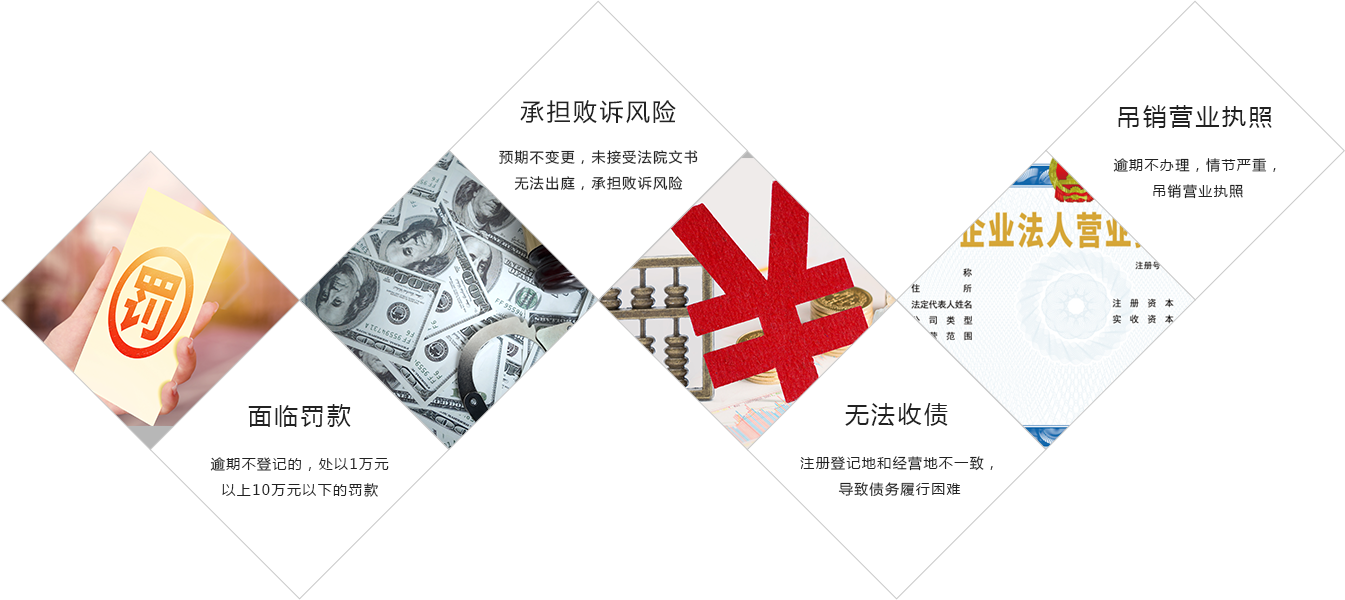 罚
面临罚款
逾期不登记的，处以1万元
以上10万元以下的罚款
承担败诉风险
预期不变更，未接受法院文书
无法出庭，承担败诉风险
无法收债
注册登记地和经营地不一致，
导致债务履行困难
企业法人营业
注册号
称
住 所
法定代表人姓名
司 类 型
范 围
注 册 资 本
实 收 资 本
吊销营业执照
逾期不办理，情节严重，
吊销营业执照